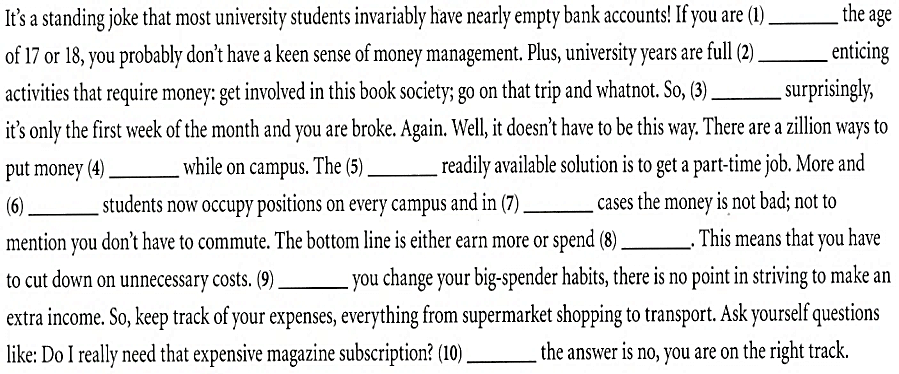 It's a standing joke that most university students invariably have nearly empty bank accounts! If you are (1) ________ the age
of 17 or 18, you probably don't have a keen sense of money management. Plus, university years are full (2) ________ enticing
activities that require money: get involved in this book society; go on that trip and whatnot. So, (3) ________ surprisingly,
it's only the first week of the month and you are broke. Again. Well, it doesn't have to be this way. There are a zillion ways to
put money (4) ________ while on campus. The (5) ________ readily available solution is to get a part-time job. More and
(6) ________ students now occupy positions on every campus and in (7) ________ cases the money is not bad; not to
mention you don't have to commute. The bottom line is either earn more or spend (8) ________. This means that you have
to cut down on unnecessary costs. (9) ________ you change your big-spender habits, there is no point in striving to make an
extra income. So, keep track of your expenses, everything from supermarket shopping to transport. Ask yourself questions
like: Do I really need that expensive magazine subscription? (10) ________ the answer is no, you are on the right track.